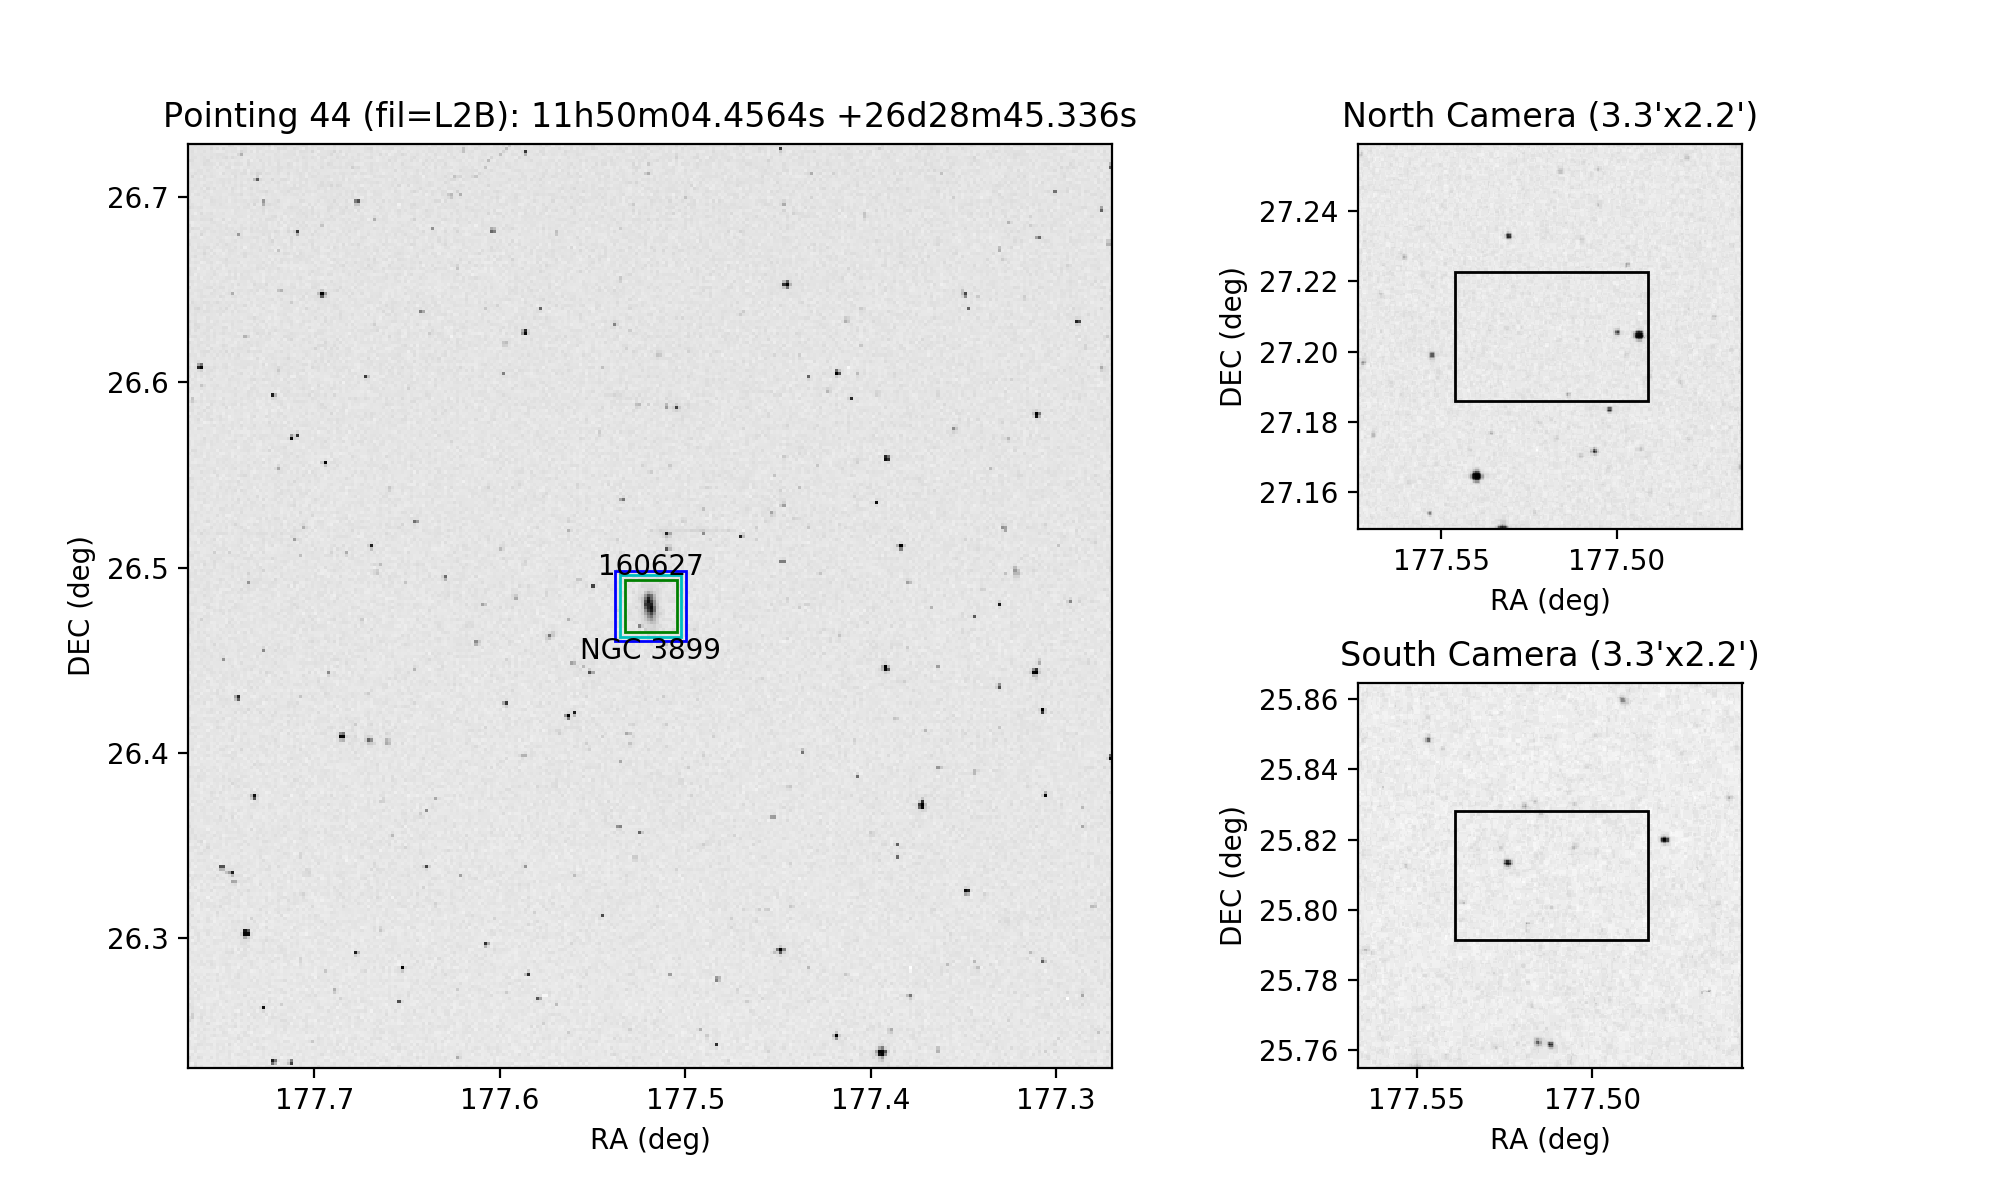 Pointing 44 (fil=L2B): 11h50m04.4564s +26d28m45.336s
26.7
26.6
26.5
26.4
26.3
DEC (deg)
160627
NGC 3899
177.7 177.6 177.5 177.4 177.3
RA (deg)
North Camera (3.3'x2.2')
27.24
27.22
27.20
27.18
27.16
DEC (deg)
177.55 177.50
RA (deg)
South Camera (3.3'x2.2')
25.86
25.84
25.82
25.80
25.78
25.76
DEC (deg)
177.55 177.50
RA (deg)